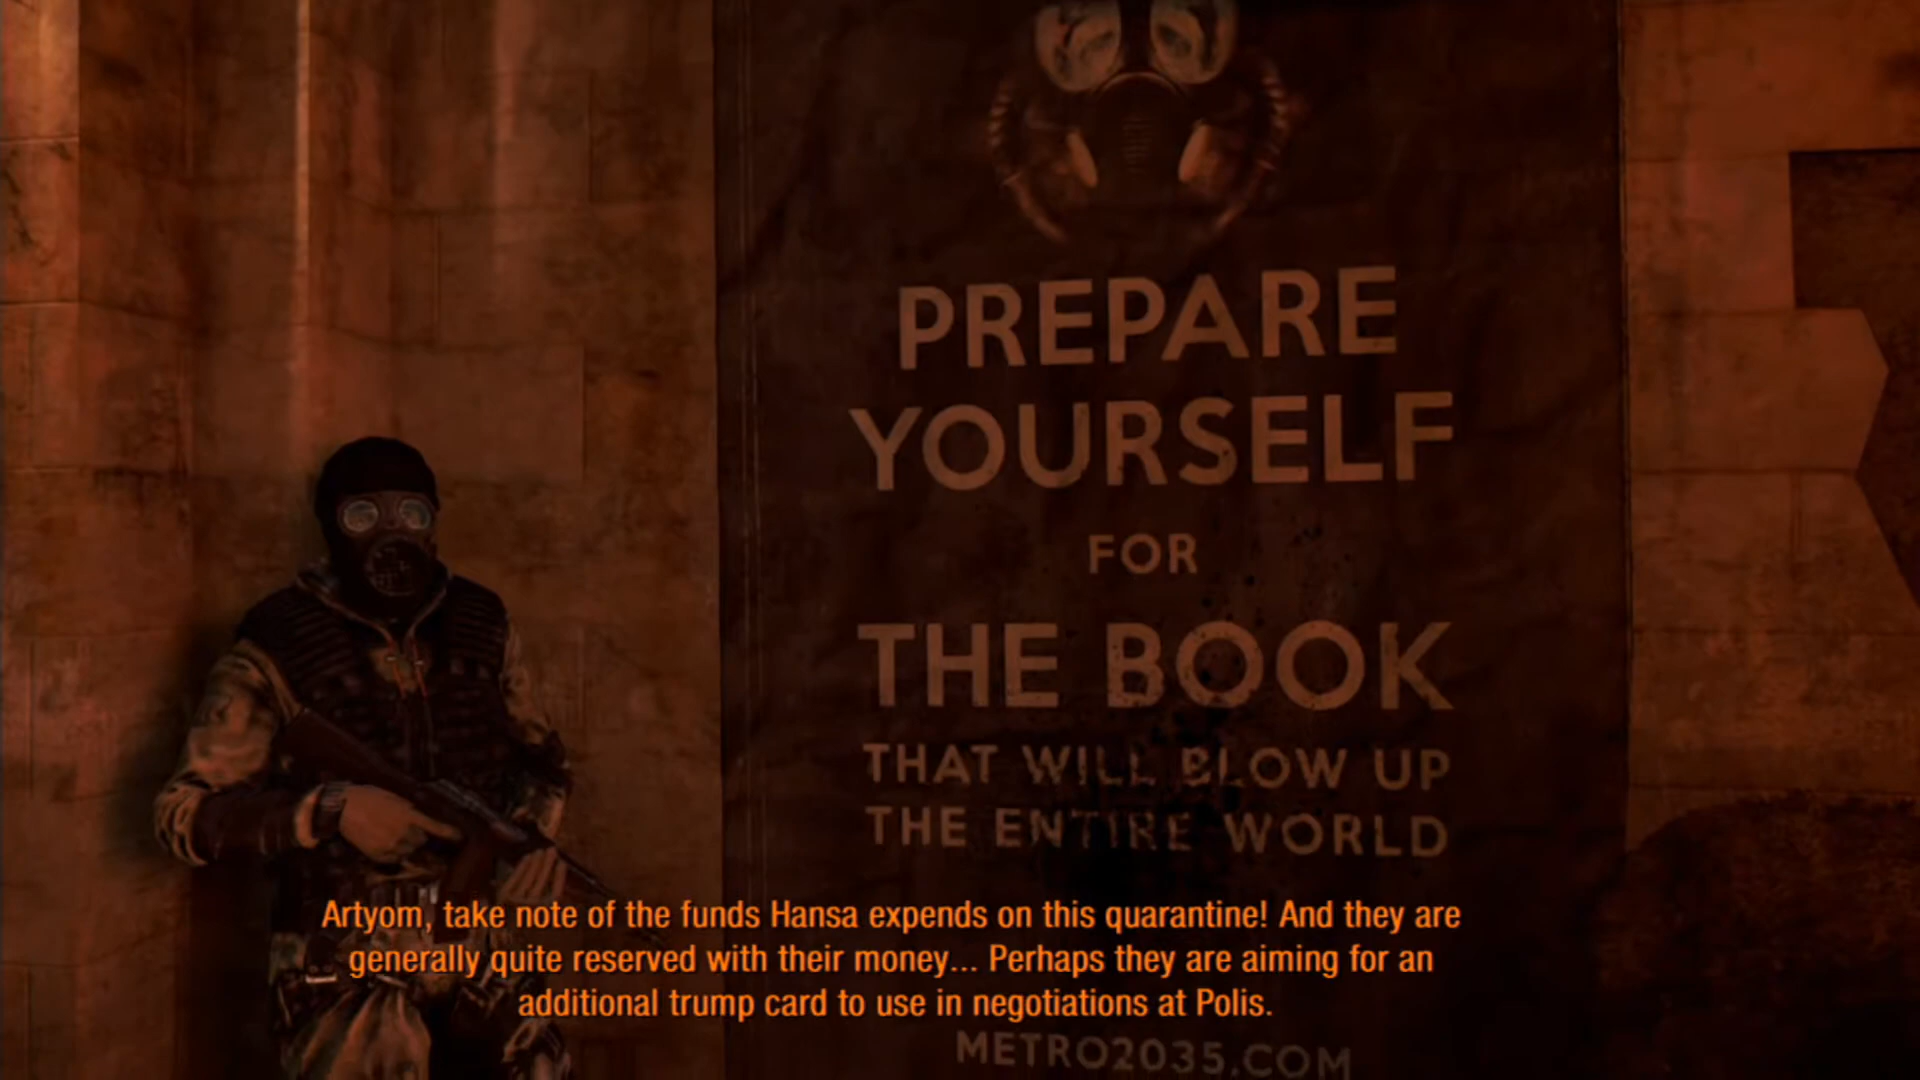 PREPARE
YOURSELF
FOR
THE BOOK
THAT WILL BLOW UP
THE ENTIRE WORLD
Artyom, take note of the funds Hansa expends on this quarantine! And they are
generally quite reserved with their money... Perhaps they are aiming for an
additional trump card to use in negotiations at Polis.
METRO2035.COM